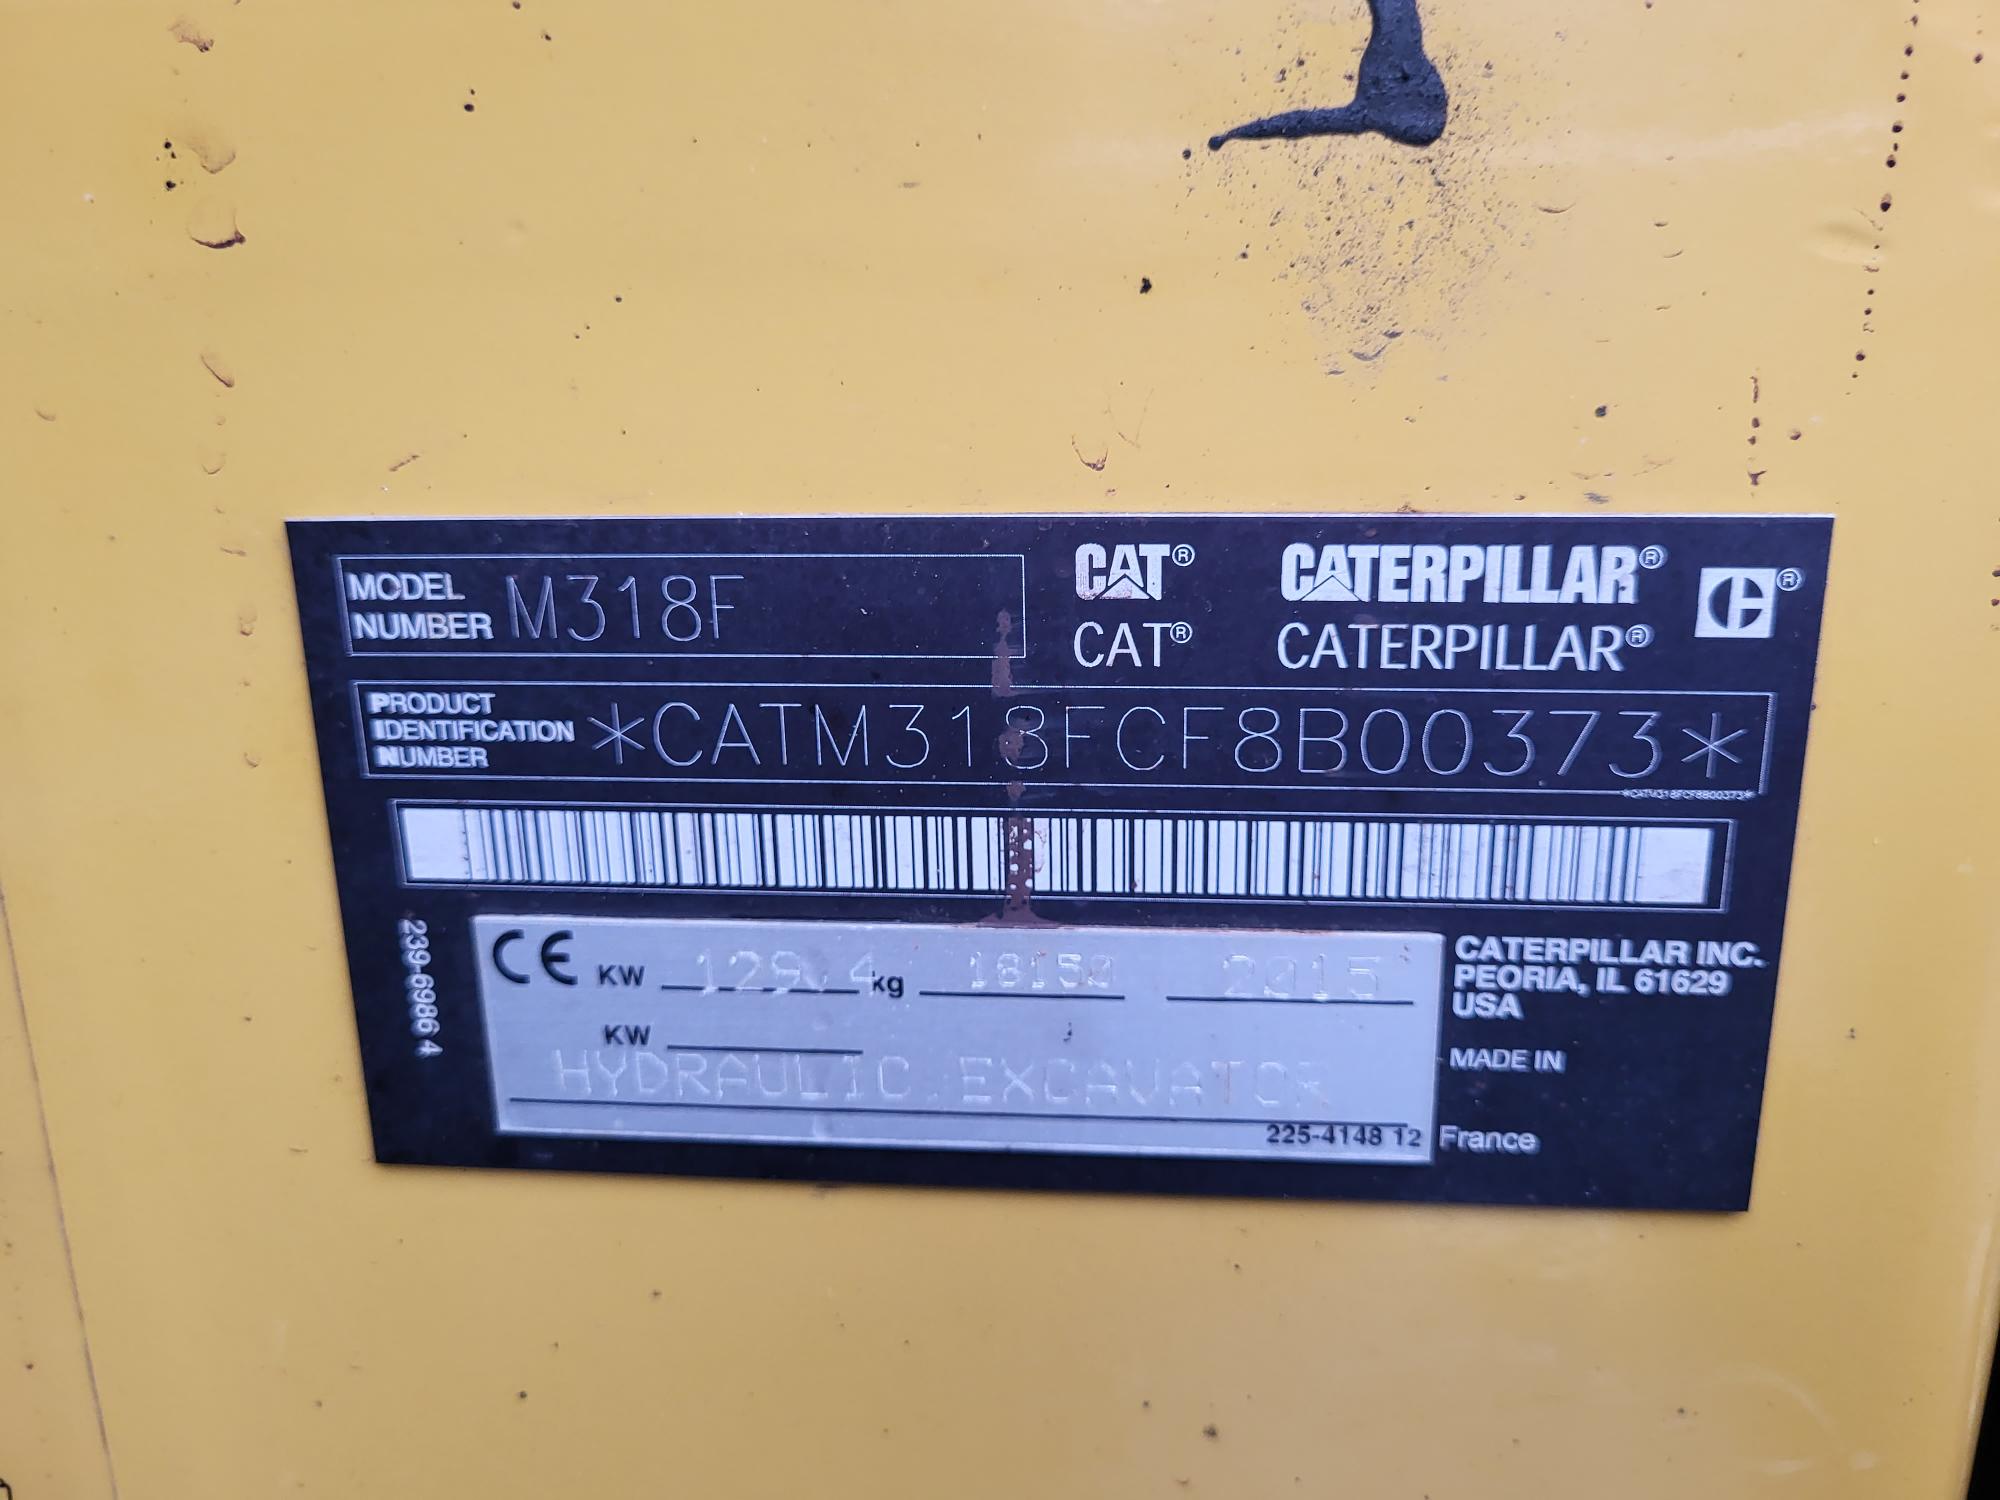 MODEL NUMBER M318F
CAT® CATERPILLAR®
CAT® CATERPILLAR®
PRODUCT IDENTIFICATION NUMBER *CATM318FCF8B00373*
*CATM318FCF8B00373*
239-6986 4
CE KW 129.4 kg 18150 2015
KW
HYDRAULIC EXCAVATOR
225-4148 12
CATERPILLAR INC.
PEORIA, IL 61629
USA
MADE IN
France